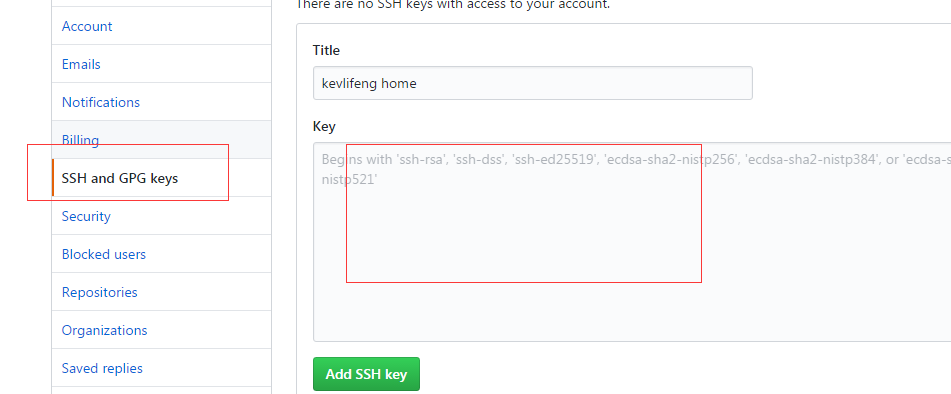 There are no SSH keys with access to your account.
Account
Emails
Notifications
Billing
SSH and GPG keys
Security
Blocked users
Repositories
Organizations
Saved replies
Title
kevlifeng home
Key
Begins with 'ssh-rsa', 'ssh-dss', 'ssh-ed25519', 'ecdsa-sha2-nistp256', 'ecdsa-sha2-nistp384', or 'ecdsa-s
nistp521'
Add SSH key